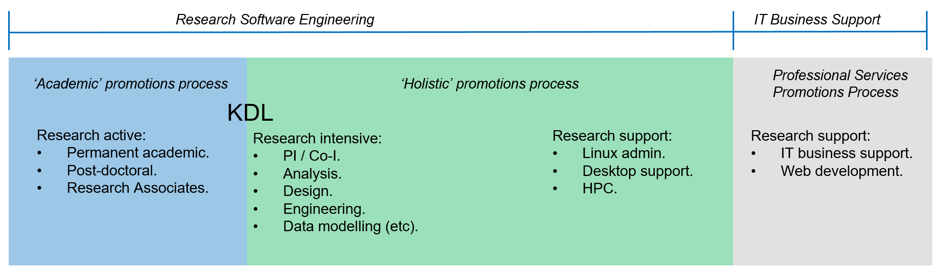 Research Software Engineering
IT Business Support
‘Academic’ promotions process
‘Holistic’ promotions process
Professional Services
Promotions Process
KDL
Research active:
• Permanent academic.
• Post-doctoral.
• Research Associates.
Research intensive:
• PI / Co-I.
• Analysis.
• Design.
• Engineering.
• Data modelling (etc).
Research support:
• Linux admin.
• Desktop support.
• HPC.
Research support:
• IT business support.
• Web development.